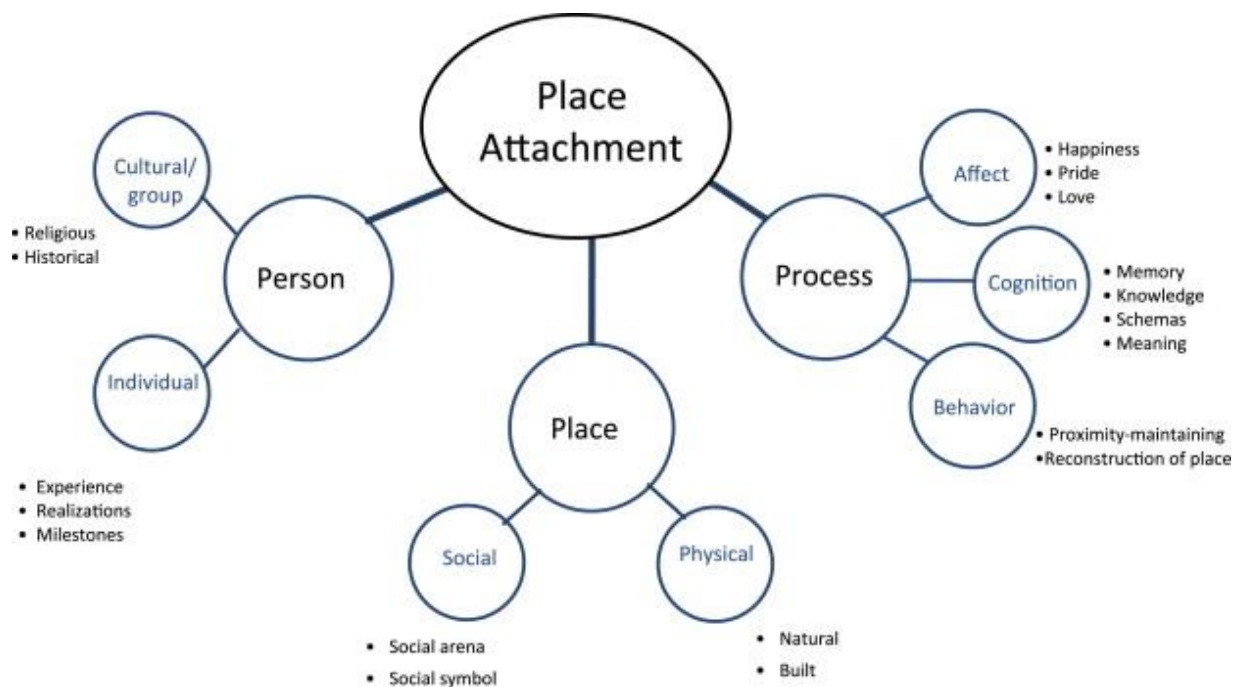 Place
Attachment
Cultural/
group
• Religious
• Historical
Person
Individual
• Experience
• Realizations
• Milestones
Place
Social
• Social arena
• Social symbol
Physical
• Natural
• Built
Process
Affect
• Happiness
• Pride
• Love
Cognition
• Memory
• Knowledge
• Schemas
• Meaning
Behavior
• Proximity-maintaining
•Reconstruction of place